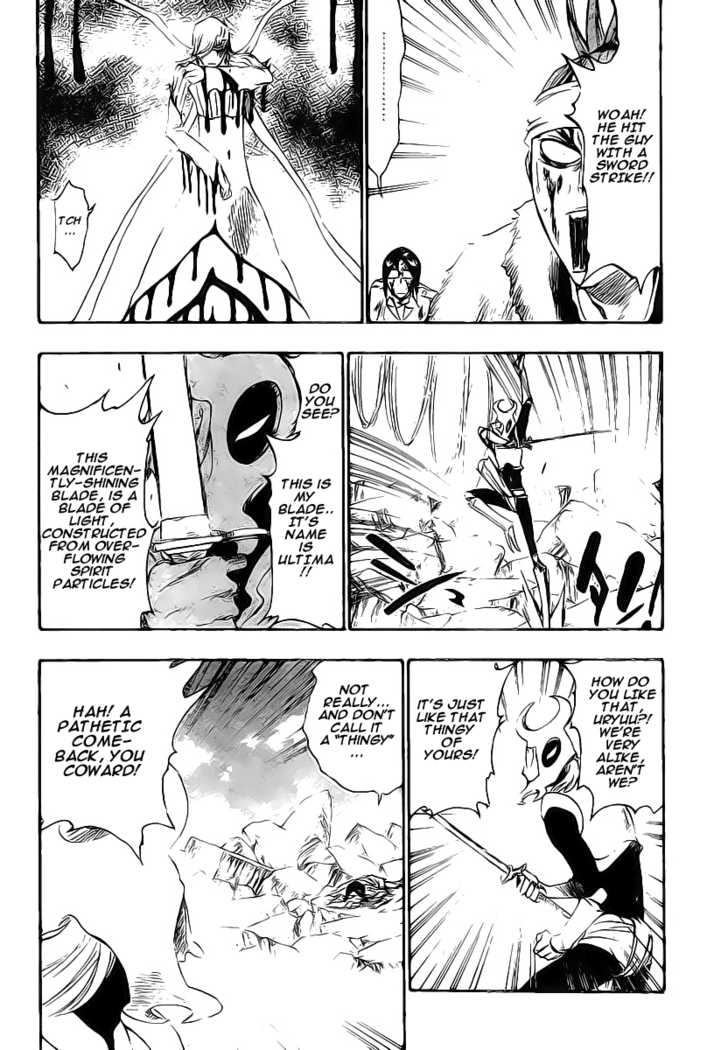 WOAH!
HE HIT
THE GUY
WITH A
SWORD
STRIKE!!
..........
TCH
...
ダン!!
DO
YOU
SEE?
THIS IS
MY
BLADE..
IT'S
NAME
IS
ULTIMA
!!
THIS
MAGNIFICEN-
TLY-SHINING
BLADE, IS A
BLADE OF
LIGHT,
CONSTRUCTED
FROM OVER-
FLOWING
SPIRIT
PARTICLES!
HOW DO
YOU LIKE
THAT,
URYUU?!
WE'RE
VERY
ALIKE,
AREN'T
WE?
IT'S JUST
LIKE THAT
THINGY
OF
YOURS!
NOT
REALLY...
AND DON'T
CALL IT
A "THINGY"
...
HAH! A
PATHETIC
COME-
BACK, YOU
COWARD!